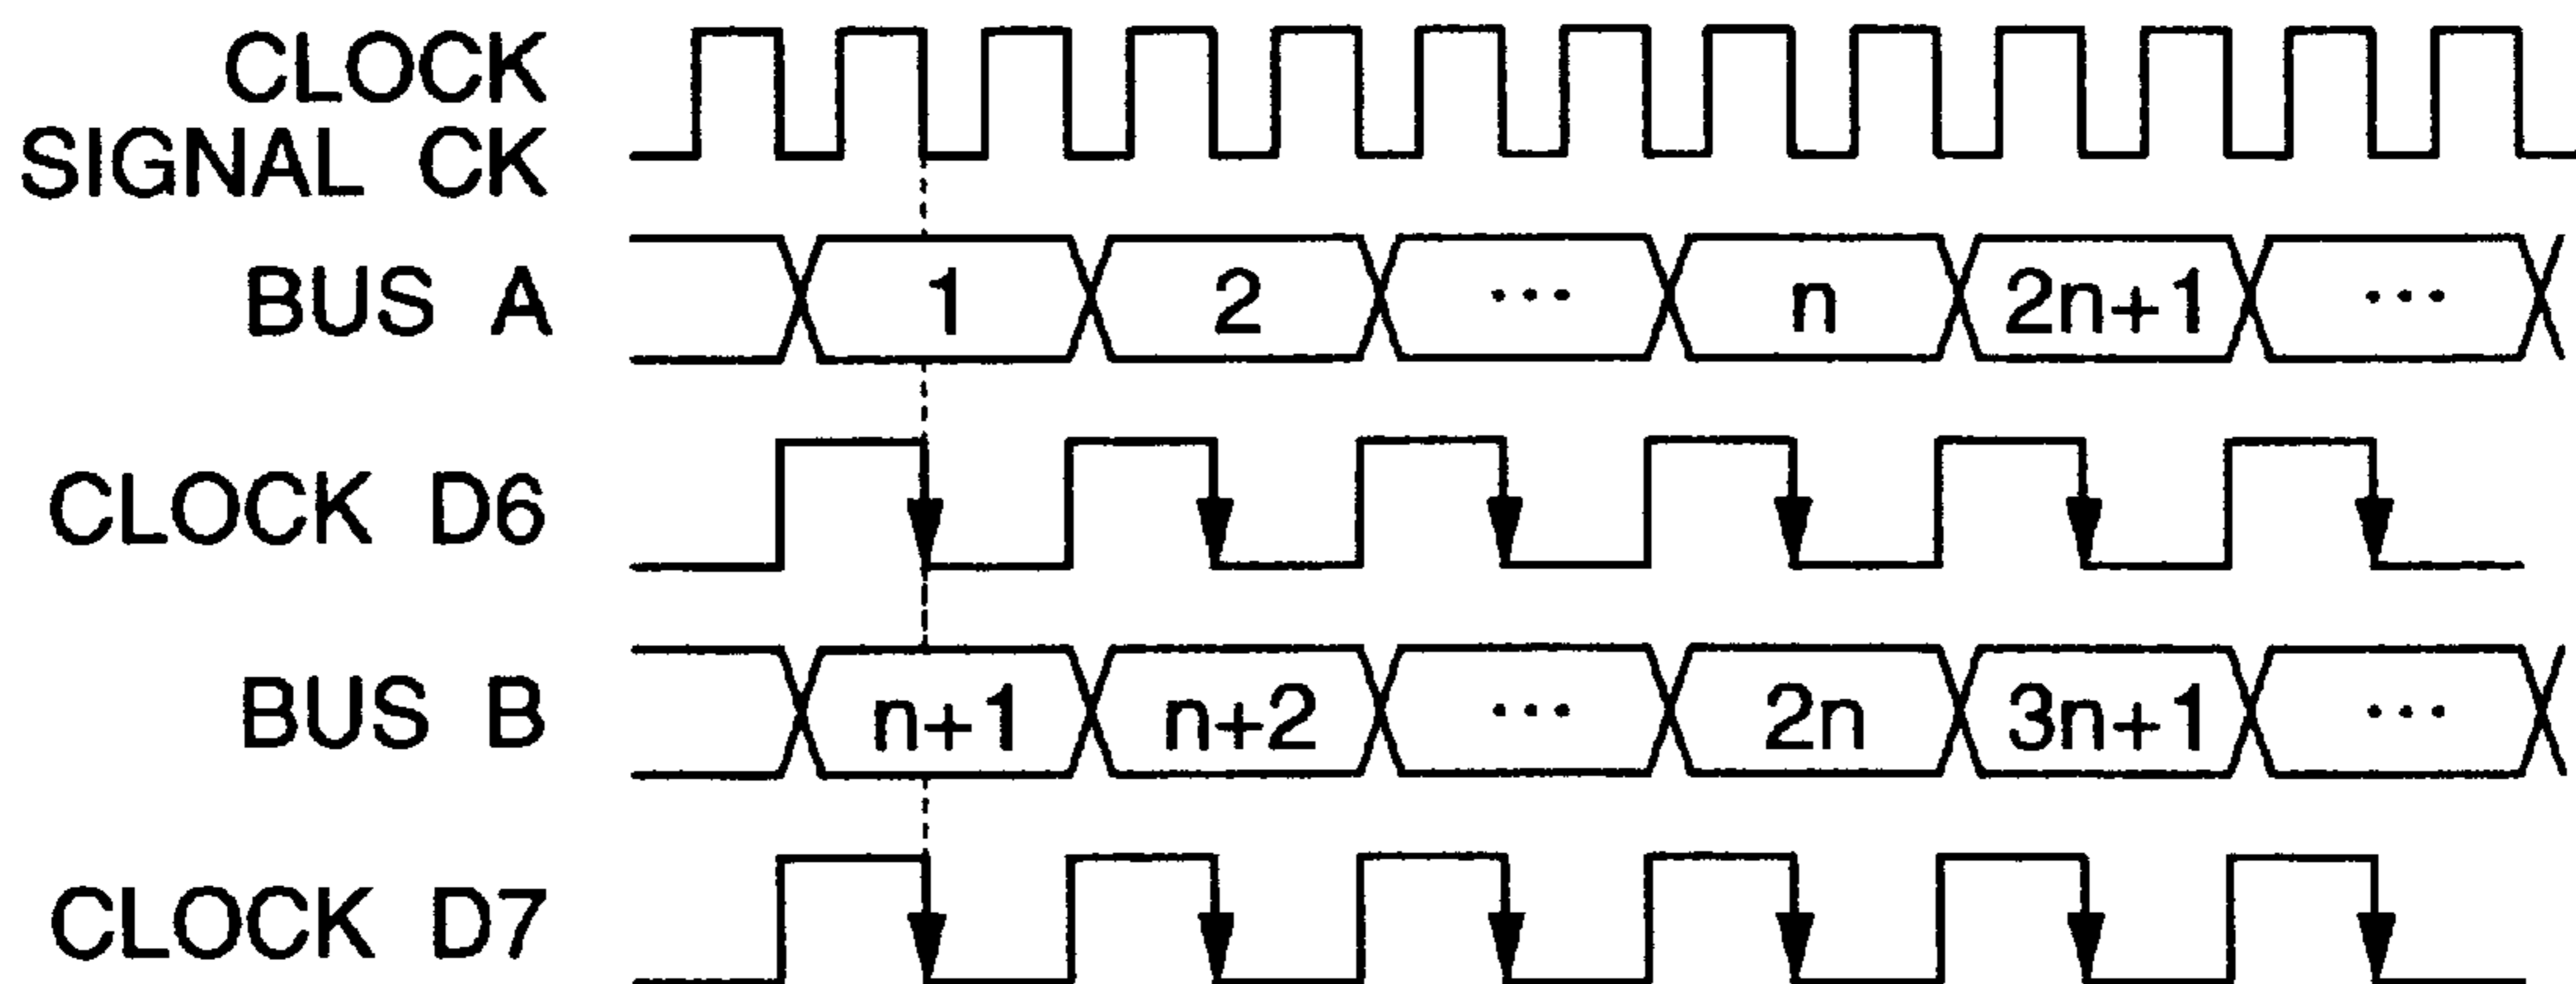 CLOCK
SIGNAL CK
BUS A
1 2 ... n 2n+1 ...
CLOCK D6
BUS B
n+1 n+2 ... 2n 3n+1 ...
CLOCK D7